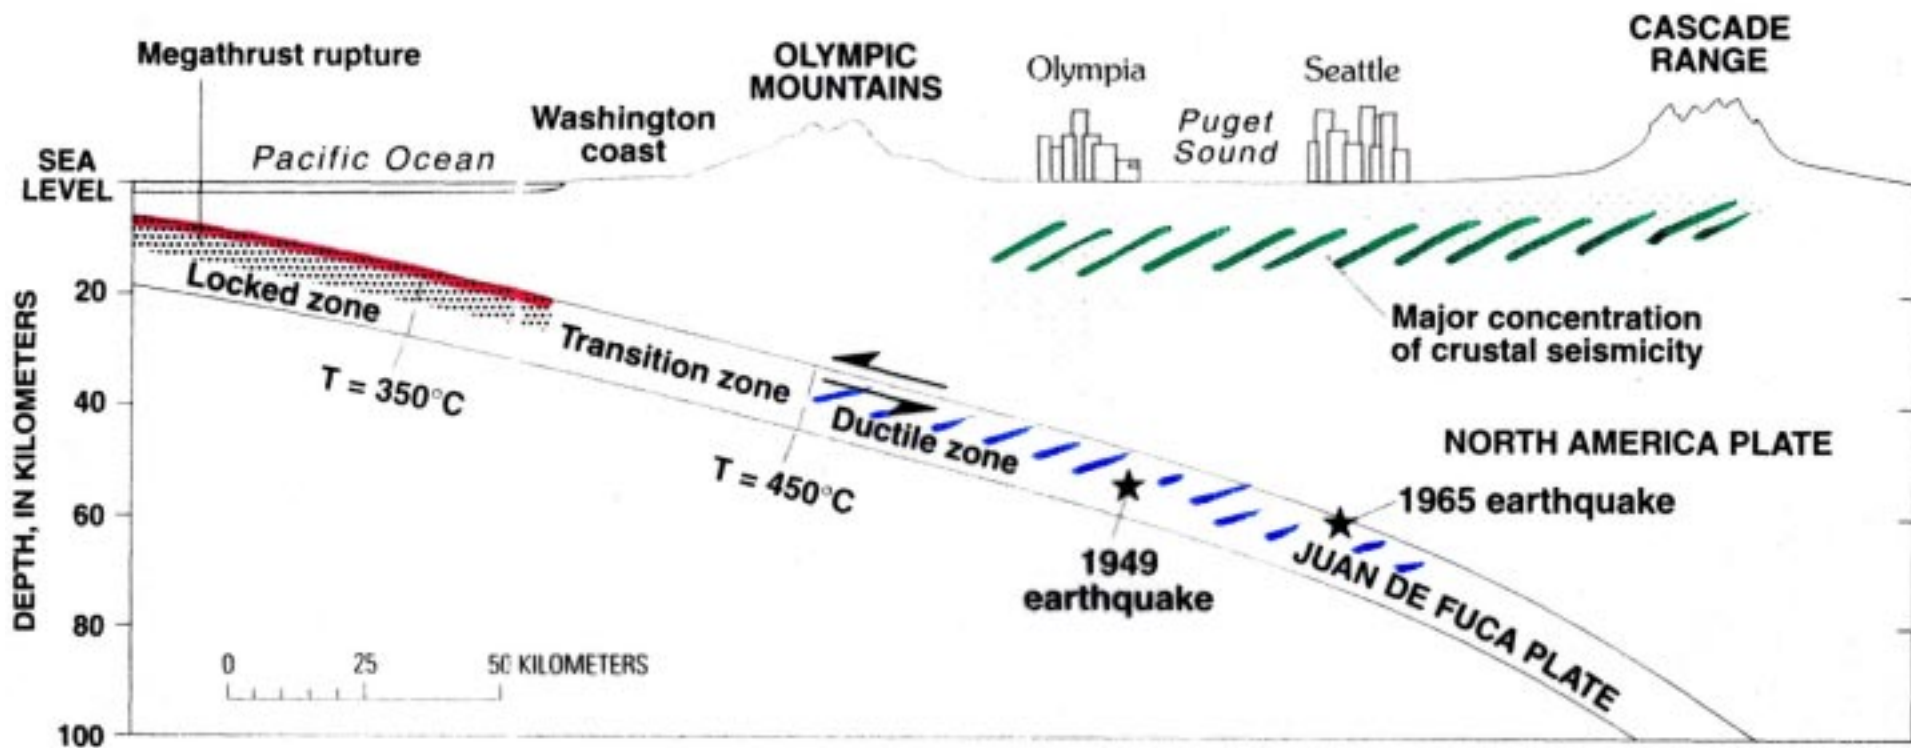 Megathrust rupture
OLYMPIC
MOUNTAINS
Olympia
Seattle
CASCADE
RANGE
Washington
coast
Puget
Sound
Pacific Ocean
SEA
LEVEL
Locked zone
T = 350°C
Transition zone
T = 450°C
Ductile zone
Major concentration
of crustal seismicity
NORTH AMERICA PLATE
1965 earthquake
1949
earthquake
JUAN DE FUCA PLATE
DEPTH, IN KILOMETERS
20
40
60
80
100
0 25 50 KILOMETERS